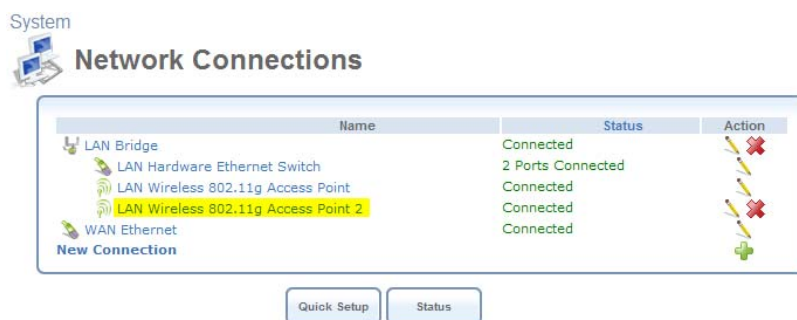 System
Network Connections
Name Status Action
LAN Bridge Connected
LAN Hardware Ethernet Switch 2 Ports Connected
LAN Wireless 802.11g Access Point Connected
LAN Wireless 802.11g Access Point 2 Connected
WAN Ethernet Connected
New Connection
Quick Setup Status